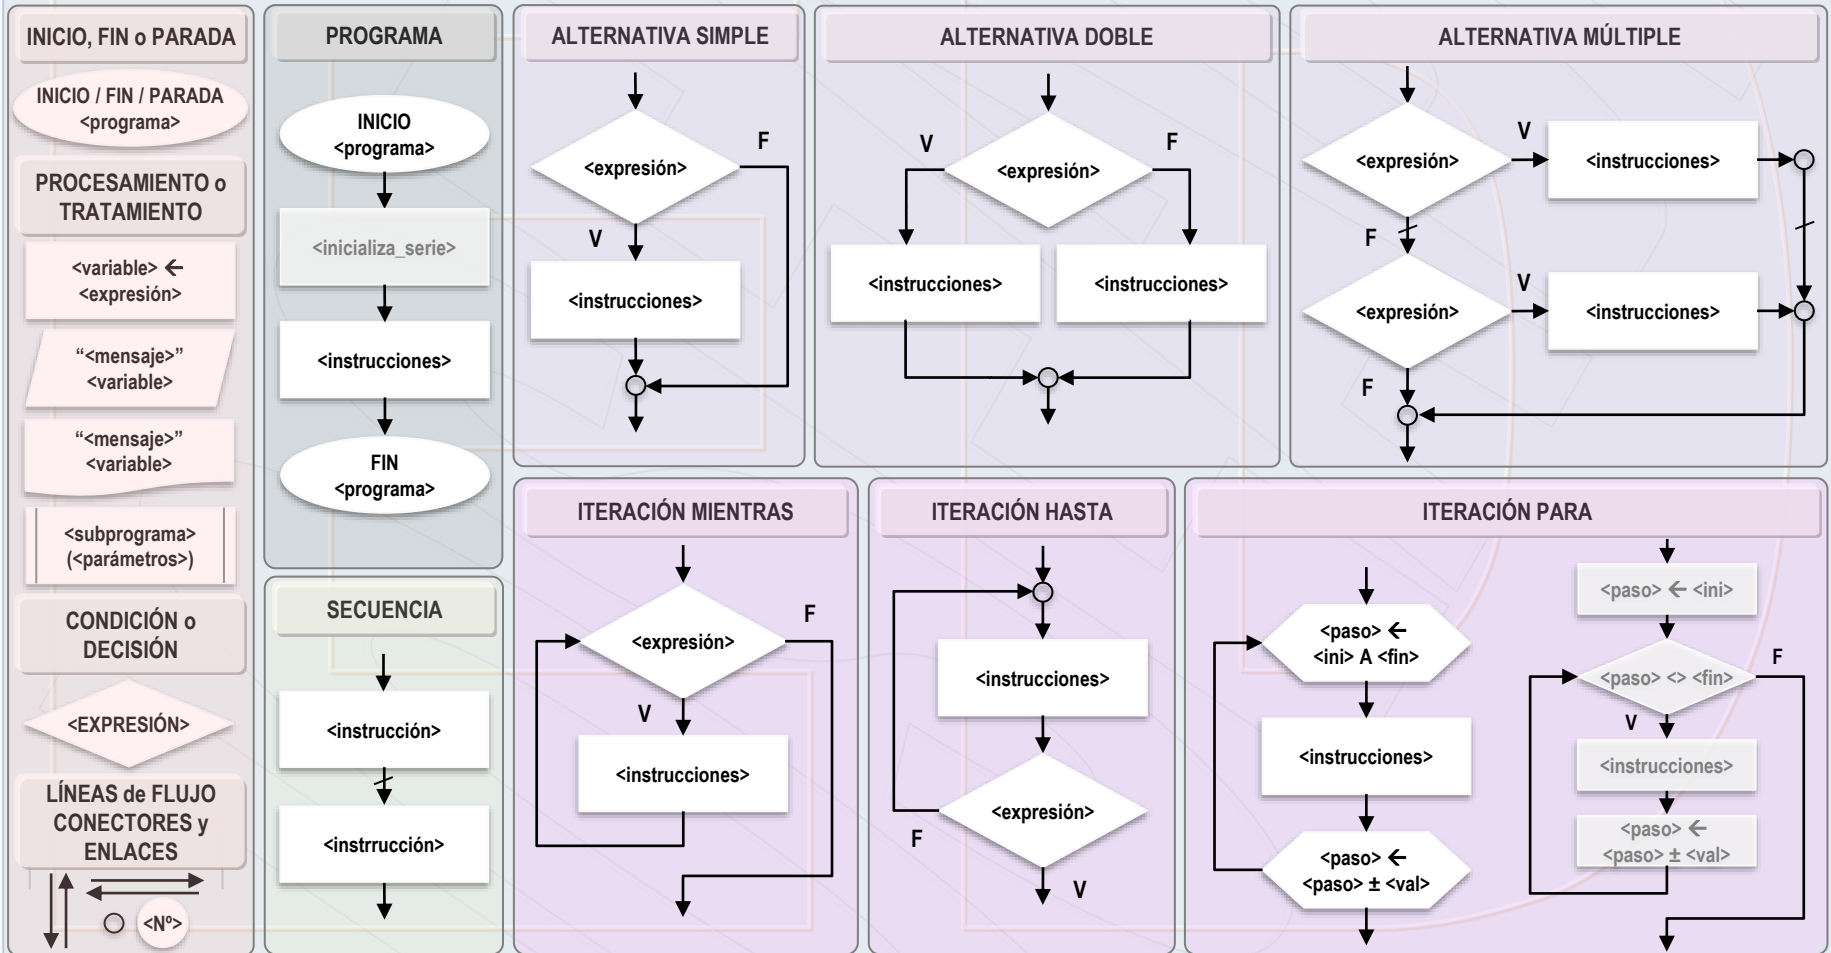 INICIO, FIN o PARADA
INICIO / FIN / PARADA
<programa>
PROCESAMIENTO o
TRATAMIENTO
<variable> ←
<expresión>
“<mensaje>”
<variable>
“<mensaje>”
<variable>
<subprograma>
(<parámetros>)
CONDICIÓN o
DECISIÓN
<EXPRESIÓN>
LÍNEAS de FLUJO
CONECTORES y
ENLACES
<Nº>
PROGRAMA
INICIO
<programa>
<inicializa_serie>
<instrucciones>
FIN
<programa>
SECUENCIA
<instrucción>
<instrrucción>
ALTERNATIVA SIMPLE
<expresión>
F
V
<instrucciones>
ALTERNATIVA DOBLE
V
<expresión>
F
<instrucciones>
<instrucciones>
ALTERNATIVA MÚLTIPLE
<expresión>
V
<instrucciones>
F
<expresión>
V
<instrucciones>
F
ITERACIÓN MIENTRAS
<expresión>
F
V
<instrucciones>
ITERACIÓN HASTA
<instrucciones>
<expresión>
F
V
ITERACIÓN PARA
<paso> ←
<ini> A <fin>
<instrucciones>
<paso> ←
<paso> ± <val>
<paso> ← <ini>
<paso> <> <fin>
F
V
<instrucciones>
<paso> ←
<paso> ± <val>